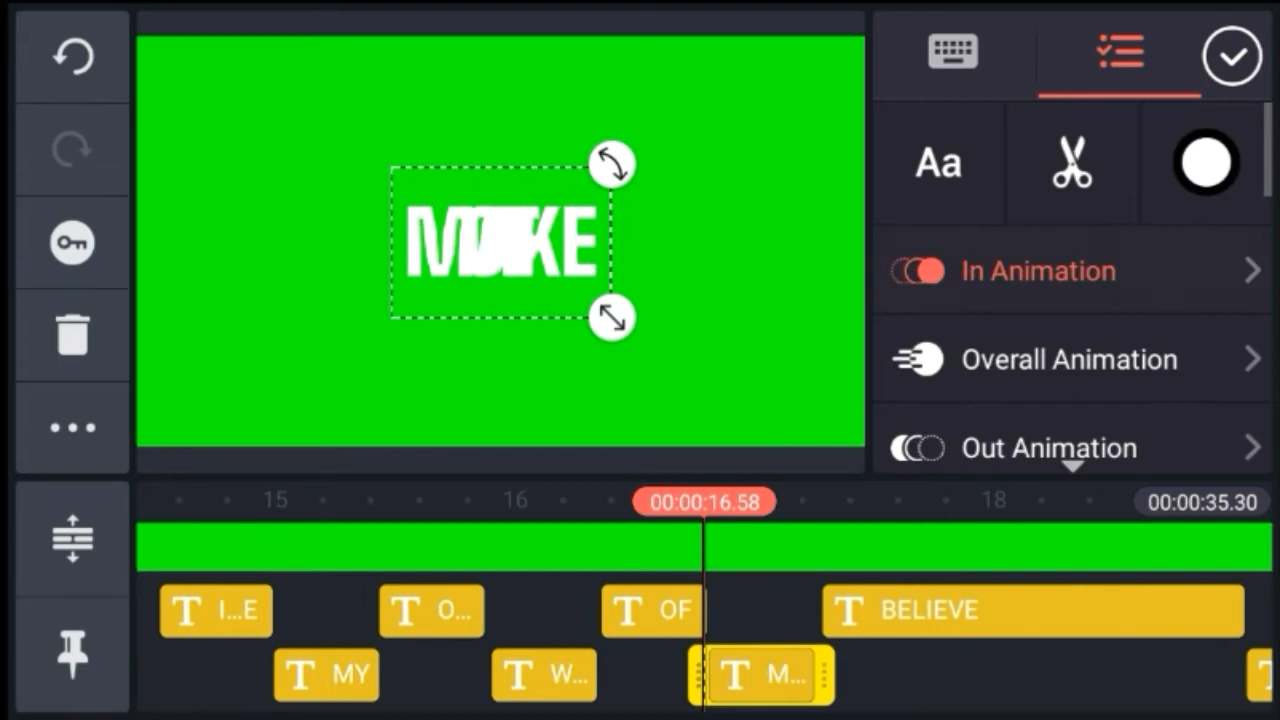 MAKE
Aa
In Animation
Overall Animation
Out Animation
15
16
00:00:16.58
18
00:00:35.30
T I...E
T O...
T OF
T BELIEVE
T MY
T W...
T M...
T